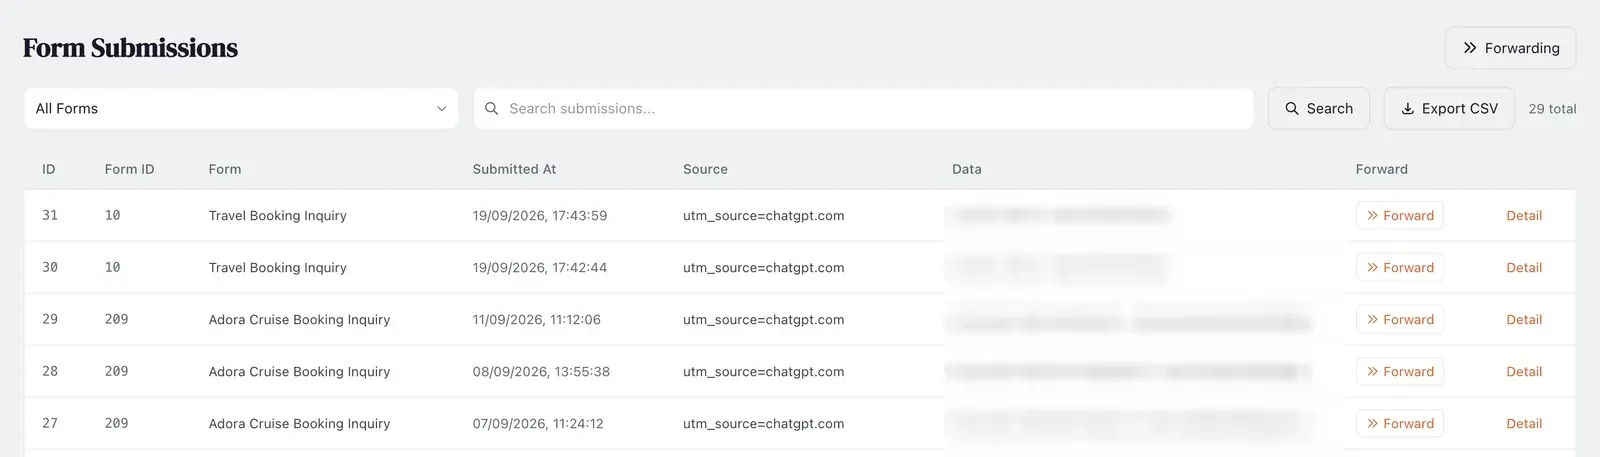 Form Submissions
Forwarding
All Forms
Search submissions...
Search
Export CSV
29 total
ID Form ID Form Submitted At Source Data Forward
31 10 Travel Booking Inquiry 19/09/2026, 17:43:59 utm_source=chatgpt.com Forward Detail
30 10 Travel Booking Inquiry 19/09/2026, 17:42:44 utm_source=chatgpt.com Forward Detail
29 209 Adora Cruise Booking Inquiry 11/09/2026, 11:12:06 utm_source=chatgpt.com Forward Detail
28 209 Adora Cruise Booking Inquiry 08/09/2026, 13:55:38 utm_source=chatgpt.com Forward Detail
27 209 Adora Cruise Booking Inquiry 07/09/2026, 11:24:12 utm_source=chatgpt.com Forward Detail